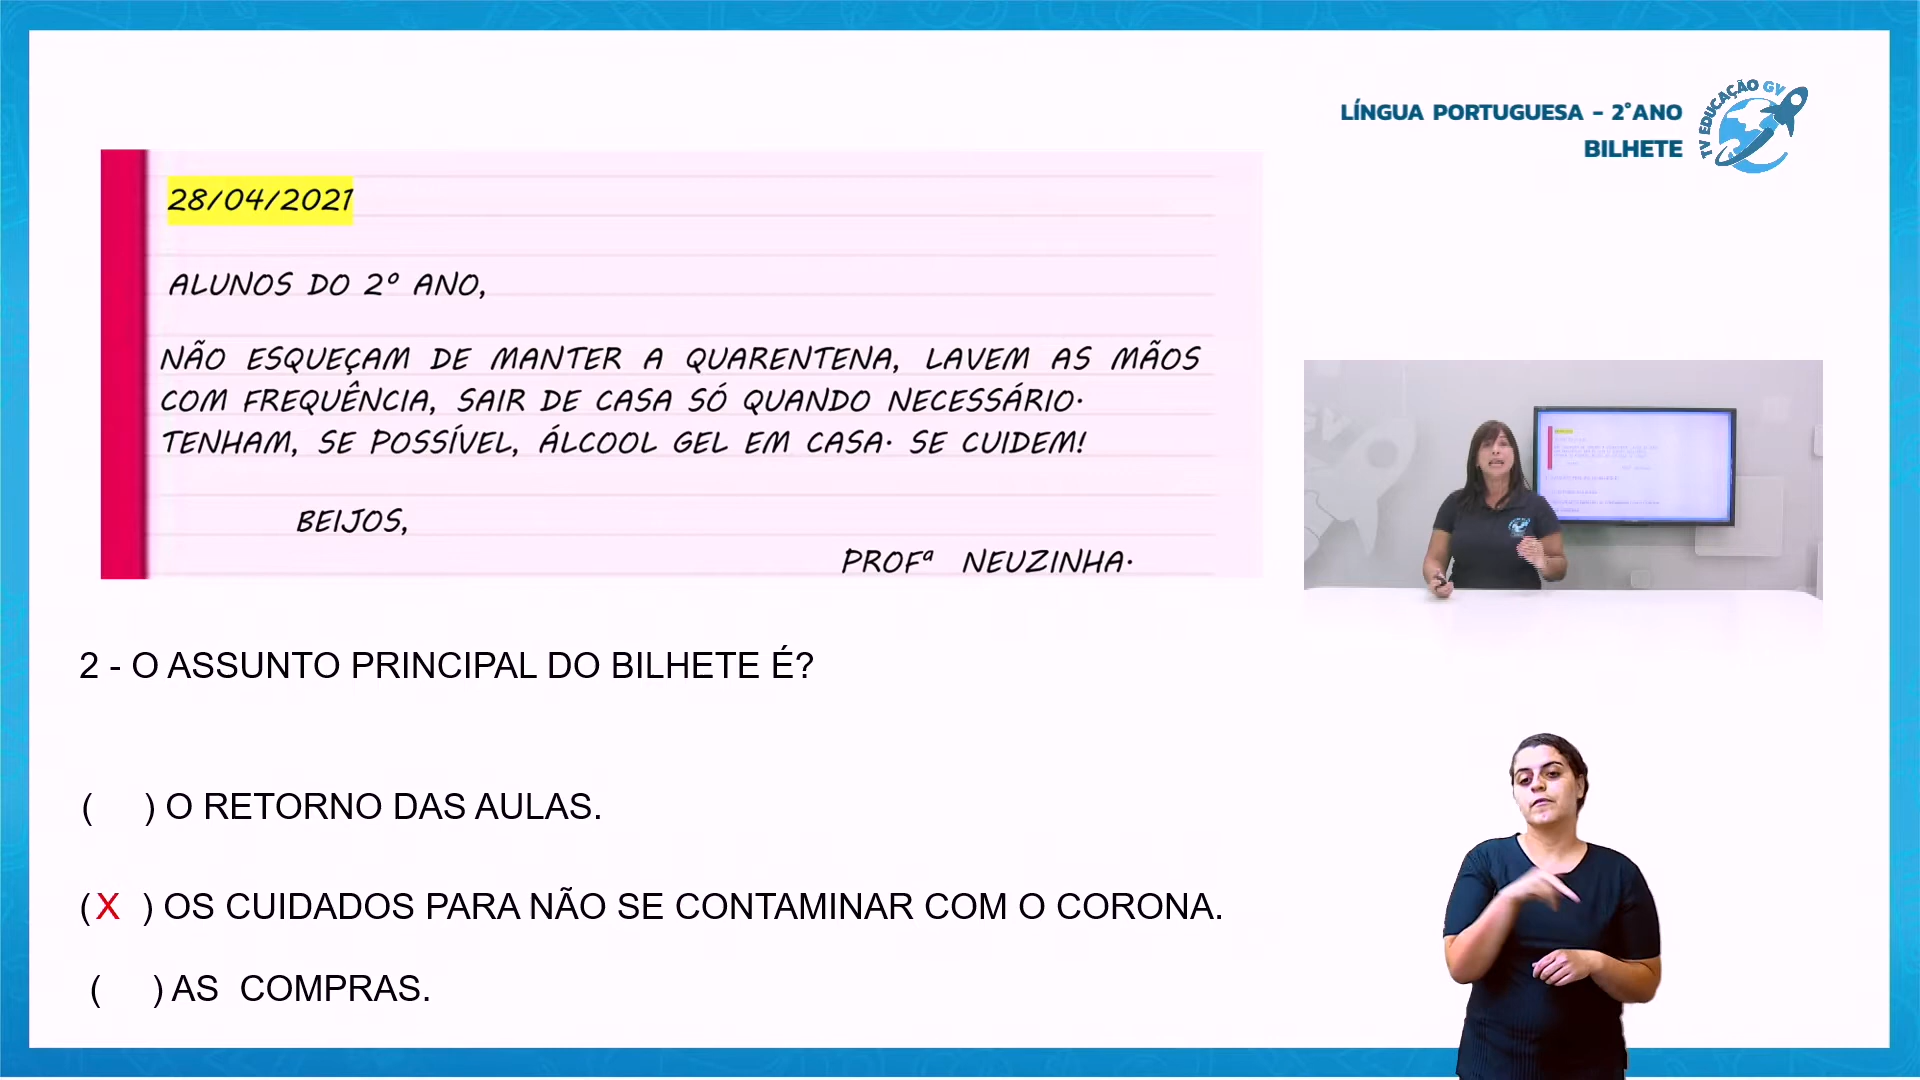 LÍNGUA PORTUGUESA - 2°ANO
BILHETE
TV EDUCAÇÃO GV
28/04/2021
ALUNOS DO 2º ANO,
NÃO ESQUEÇAM DE MANTER A QUARENTENA, LAVEM AS MÃOS
COM FREQUÊNCIA, SAIR DE CASA SÓ QUANDO NECESSÁRIO.
TENHAM, SE POSSÍVEL, ÁLCOOL GEL EM CASA. SE CUIDEM!
BEIJOS,
PROFª NEUZINHA.
2 - O ASSUNTO PRINCIPAL DO BILHETE É?
( ) O RETORNO DAS AULAS.
(X ) OS CUIDADOS PARA NÃO SE CONTAMINAR COM O CORONA.
( ) AS COMPRAS.